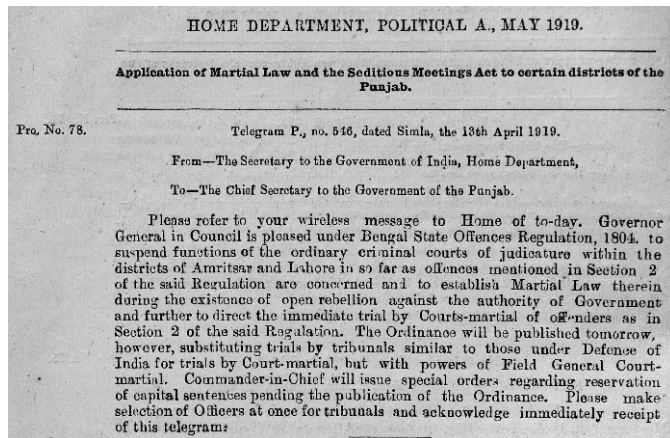 HOME DEPARTMENT, POLITICAL A., MAY 1919.
Application of Martial Law and the Seditious Meetings Act to certain districts of the
Punjab.
Pro. No. 78.
Telegram P., no. 546, dated Simla, the 13th April 1919.
From—The Secretary to the Government of India, Home Department,
To—The Chief Secretary to the Government of the Punjab.
Please refer to your wireless message to Home of to-day. Governor
General in Council is pleased under Bengal State Offences Regulation, 1804, to
suspend functions of the ordinary criminal courts of judicature within the
districts of Amritsar and Lahore in so far as offences mentioned in Section 2
of the said Regulation are concerned and to establish Martial Law therein
during the existence of open rebellion against the authority of Government
and further to direct the immediate trial by Courts-martial of offenders as in
Section 2 of the said Regulation. The Ordinance will be published tomorrow,
however, substituting trials by tribunals similar to those under Defence of
India for trials by Court-martial, but with powers of Field General Court-
martial. Commander-in-Chief will issue special orders regarding reservation
of capital sentences pending the publication of the Ordinance. Please make
selection of Officers at once for tribunals and acknowledge immediately receipt
of this telegram: